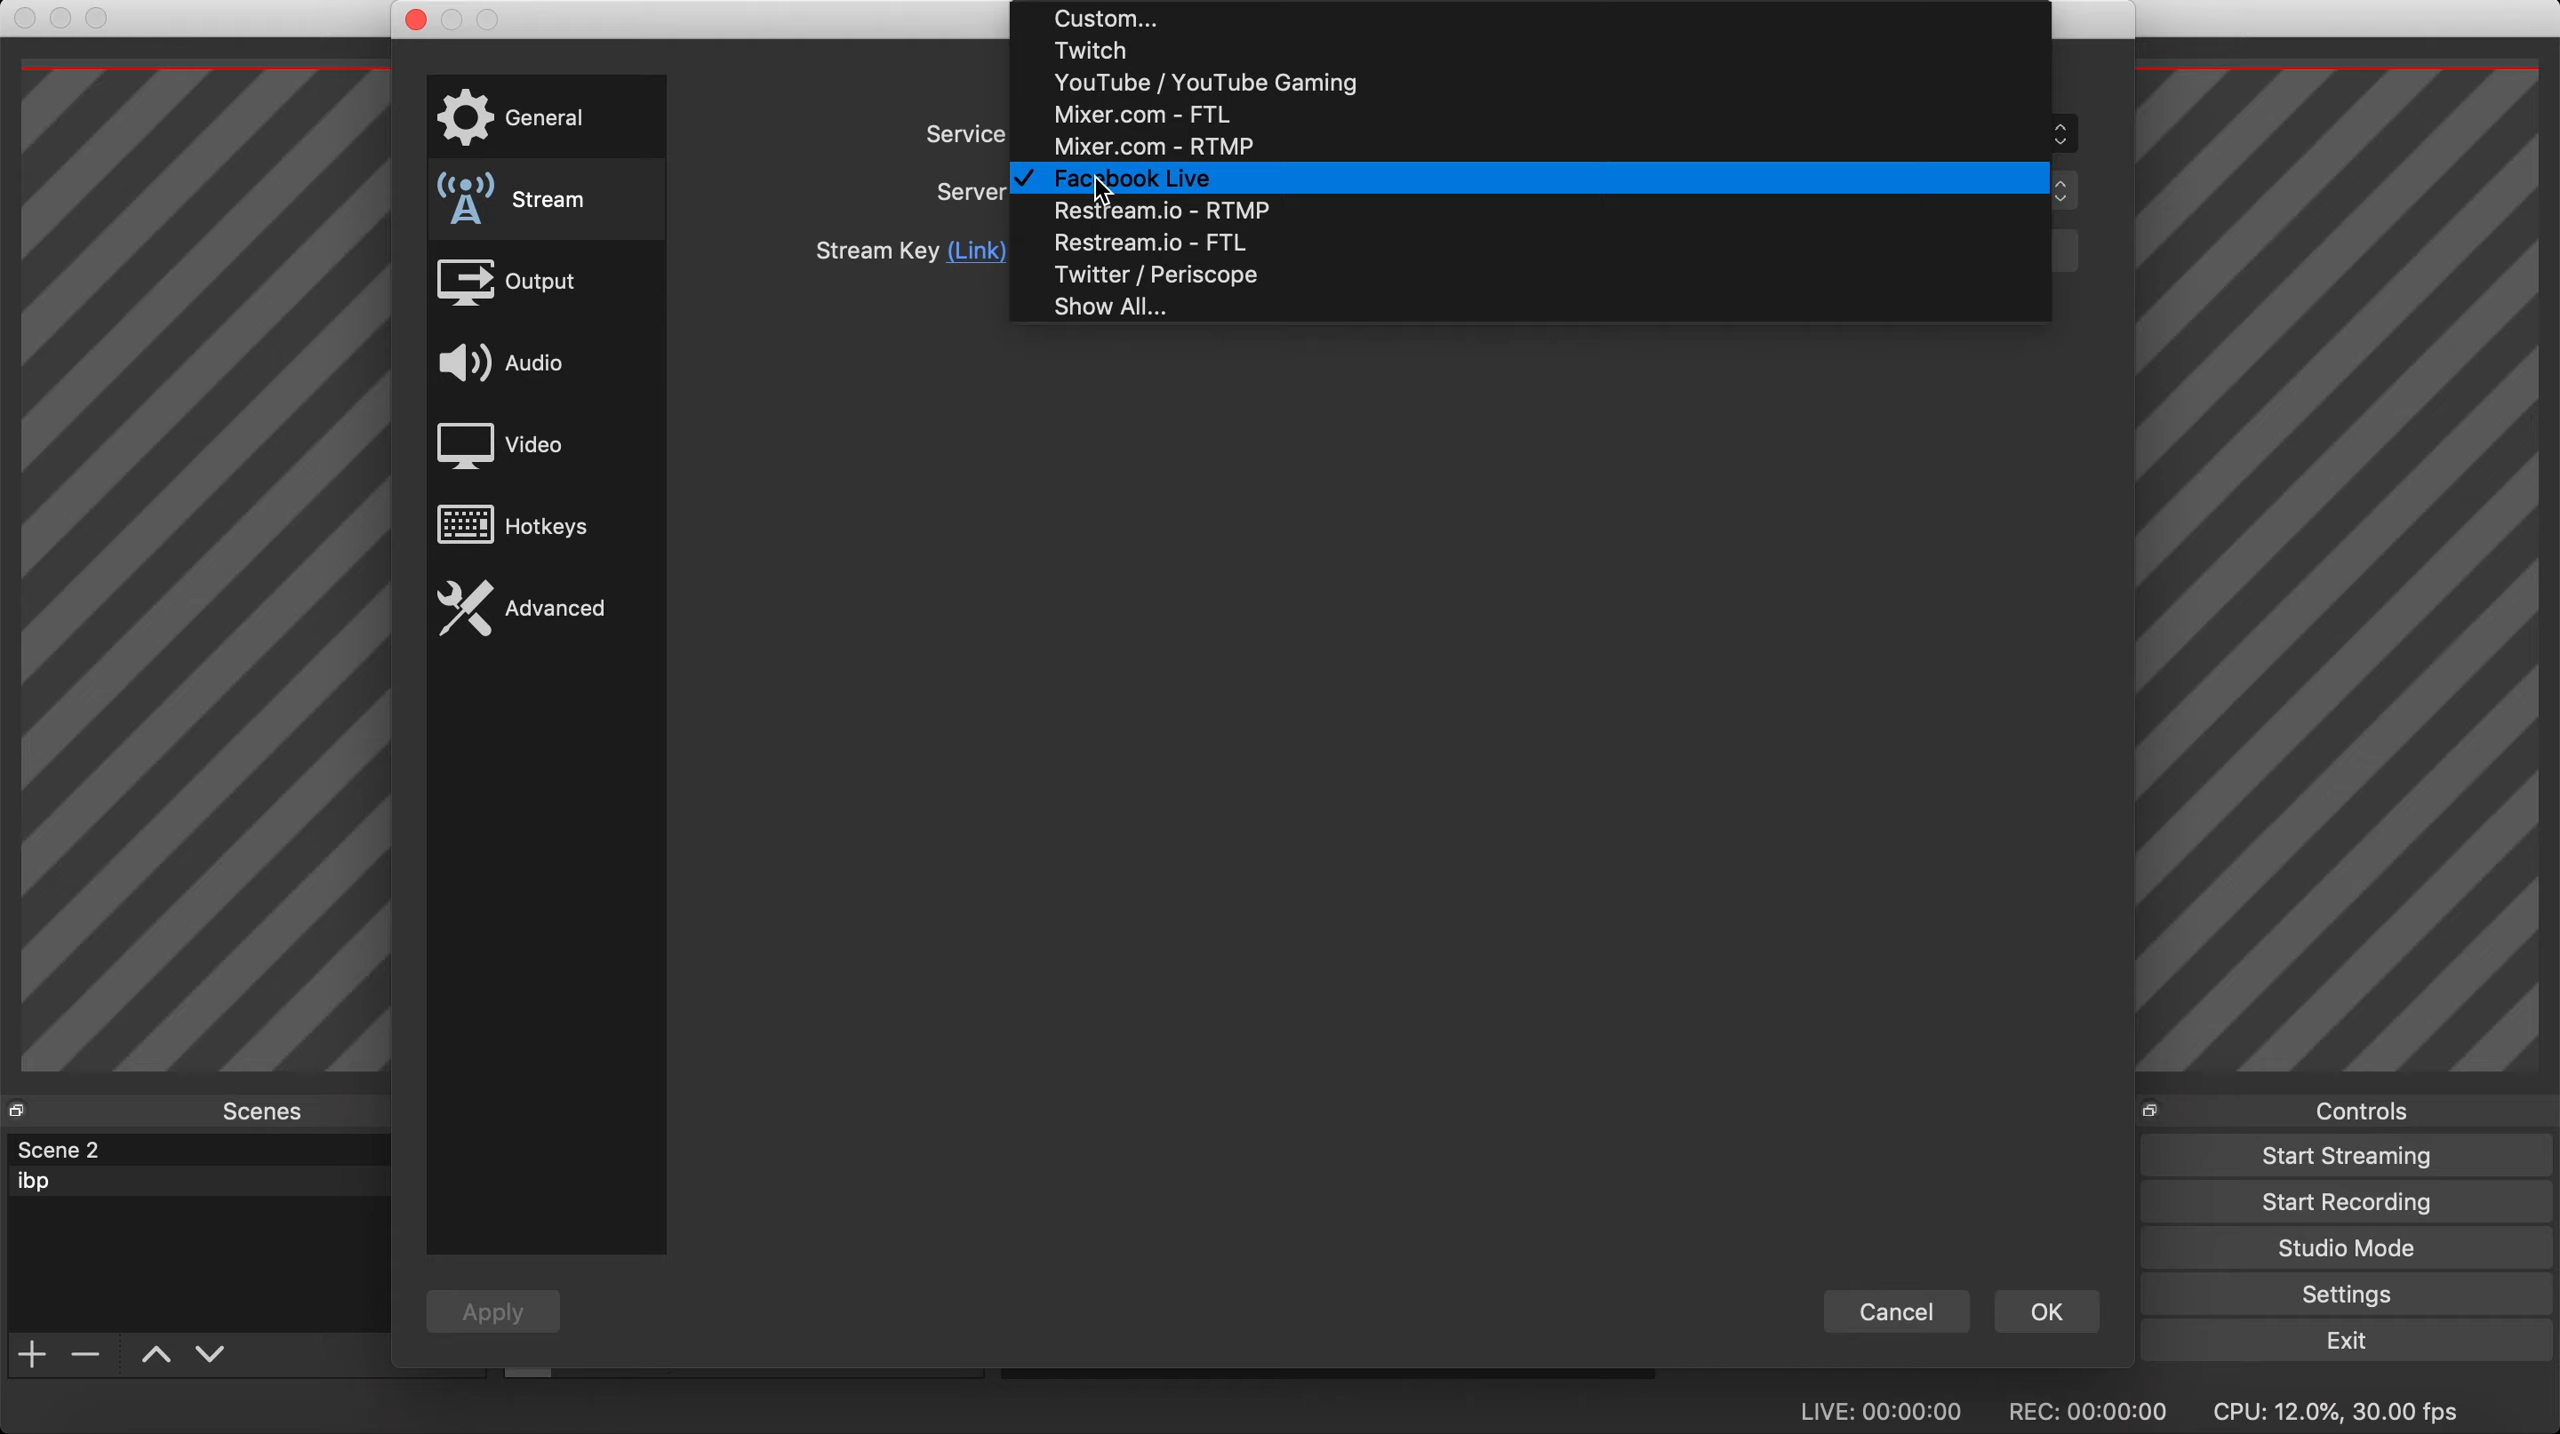 Custom...
Twitch
YouTube / YouTube Gaming
Mixer.com - FTL
Mixer.com - RTMP
Facebook Live
Restream.io - RTMP
Restream.io - FTL
Twitter / Periscope
Show All...
General
Stream
Output
Audio
Video
Hotkeys
Advanced
Service
Server
Stream Key (Link)
Scenes
Scene 2
ibp
Apply
Cancel
OK
Controls
Start Streaming
Start Recording
Studio Mode
Settings
Exit
LIVE: 00:00:00 REC: 00:00:00 CPU: 12.0%, 30.00 fps